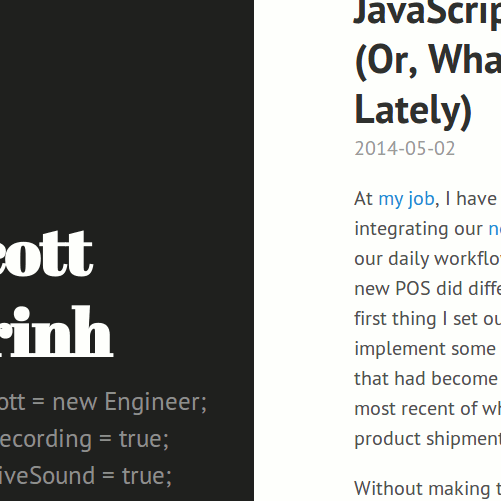 ott
rinh
ott = new Engineer;
ecording = true;
iveSound = true;
JavaScrip
(Or, Wha
Lately)
2014-05-02
At my job, I have
integrating our n
our daily workflo
new POS did diffe
first thing I set ou
implement some
that had become
most recent of wh
product shipment
Without making t